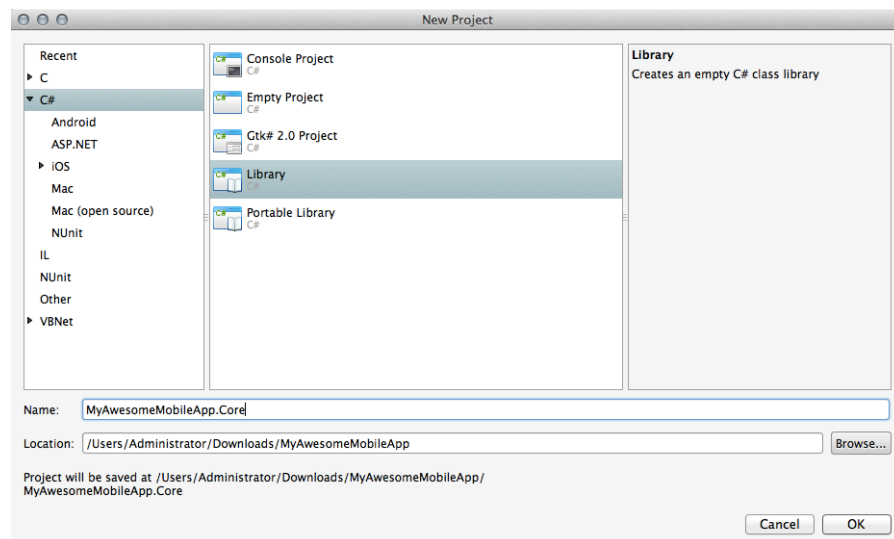 New Project
Recent
C
C#
Android
ASP.NET
iOS
Mac
Mac (open source)
NUnit
IL
NUnit
Other
VBNet
Console Project
C#
Empty Project
C#
Gtk# 2.0 Project
C#
Library
C#
Portable Library
C#
Library
Creates an empty C# class library
Name: MyAwesomeMobileApp.Core
Location: /Users/Administrator/Downloads/MyAwesomeMobileApp Browse...
Project will be saved at /Users/Administrator/Downloads/MyAwesomeMobileApp/
MyAwesomeMobileApp.Core
Cancel OK